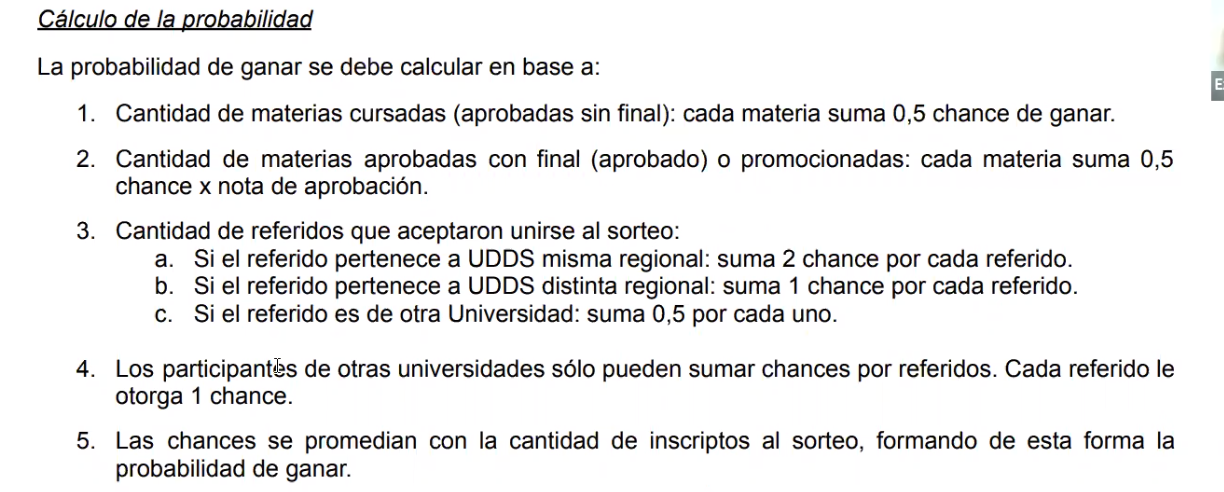 Cálculo de la probabilidad
La probabilidad de ganar se debe calcular en base a:
1. Cantidad de materias cursadas (aprobadas sin final): cada materia suma 0,5 chance de ganar.
2. Cantidad de materias aprobadas con final (aprobado) o promocionadas: cada materia suma 0,5
chance x nota de aprobación.
3. Cantidad de referidos que aceptaron unirse al sorteo:
a. Si el referido pertenece a UDDS misma regional: suma 2 chance por cada referido.
b. Si el referido pertenece a UDDS distinta regional: suma 1 chance por cada referido.
c. Si el referido es de otra Universidad: suma 0,5 por cada uno.
4. Los participantes de otras universidades sólo pueden sumar chances por referidos. Cada referido le
otorga 1 chance.
5. Las chances se promedian con la cantidad de inscriptos al sorteo, formando de esta forma la
probabilidad de ganar.